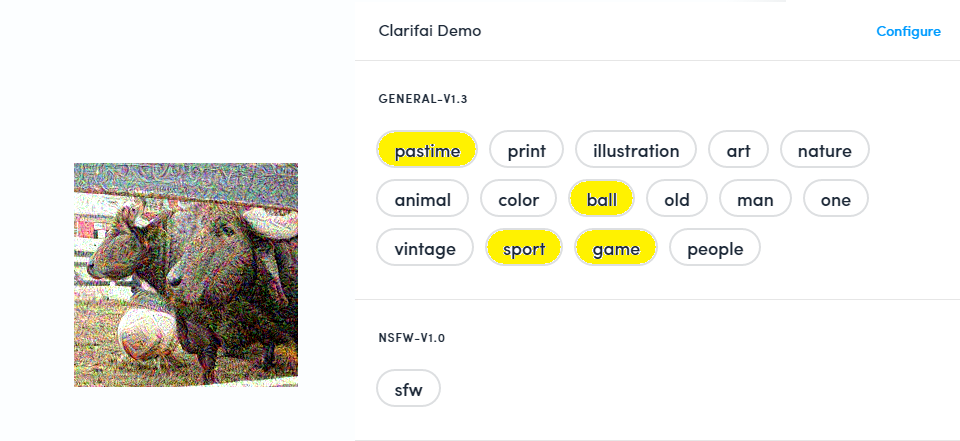 Clarifai Demo Configure
GENERAL-V1.3
pastime print illustration art nature
animal color ball old man one
vintage sport game people
NSFW-V1.0
sfw